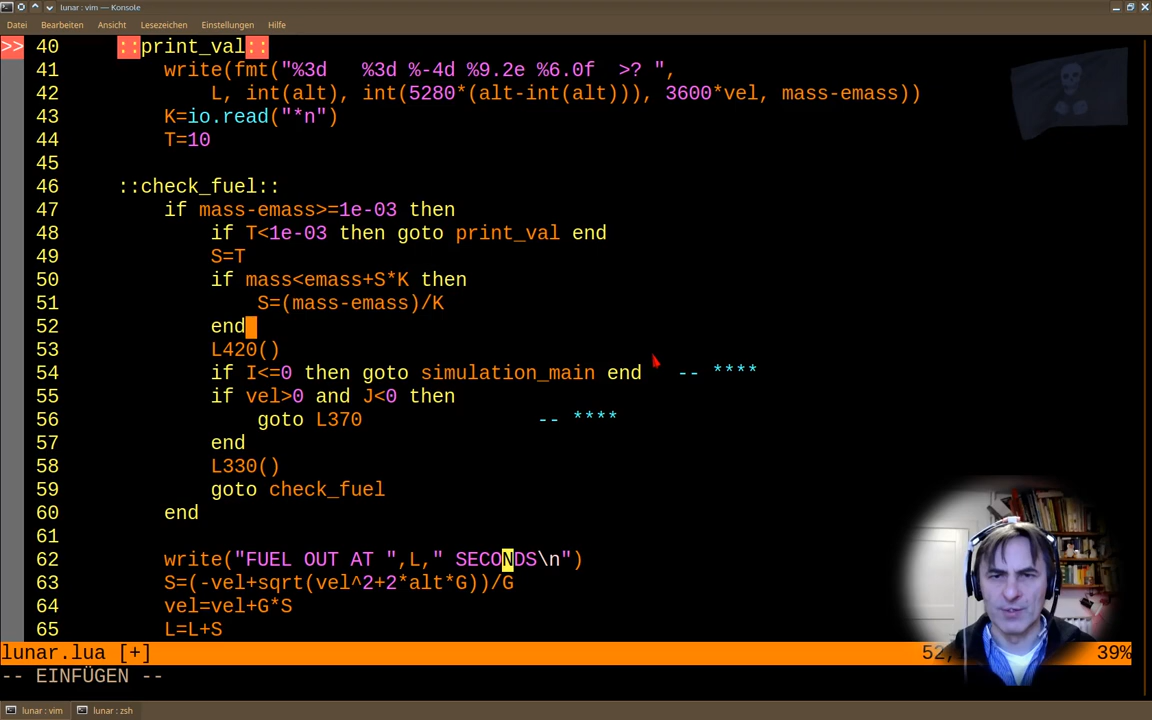 lunar : vim — Konsole
Datei Bearbeiten Ansicht Lesezeichen Einstellungen Hilfe
>> 40 ::print_val::
41 write(fmt("%3d   %3d %-4d %9.2e %6.0f  >? ",
42 L, int(alt), int(5280*(alt-int(alt))), 3600*vel, mass-emass))
43 K=io.read("*n")
44 T=10
45
46 ::check_fuel::
47 if mass-emass>=1e-03 then
48 if T<1e-03 then goto print_val end
49 S=T
50 if mass<emass+S*K then
51 S=(mass-emass)/K
52 end
53 L420()
54 if I<=0 then goto simulation_main end   -- ****
55 if vel>0 and J<0 then
56 goto L370               -- ****
57 end
58 L330()
59 goto check_fuel
60 end
61
62 write("FUEL OUT AT ",L," SECONDS\n")
63 S=(-vel+sqrt(vel^2+2*alt*G))/G
64 vel=vel+G*S
65 L=L+S
lunar.lua [+] 52, 39%
-- EINFÜGEN --
lunar : vim lunar : zsh